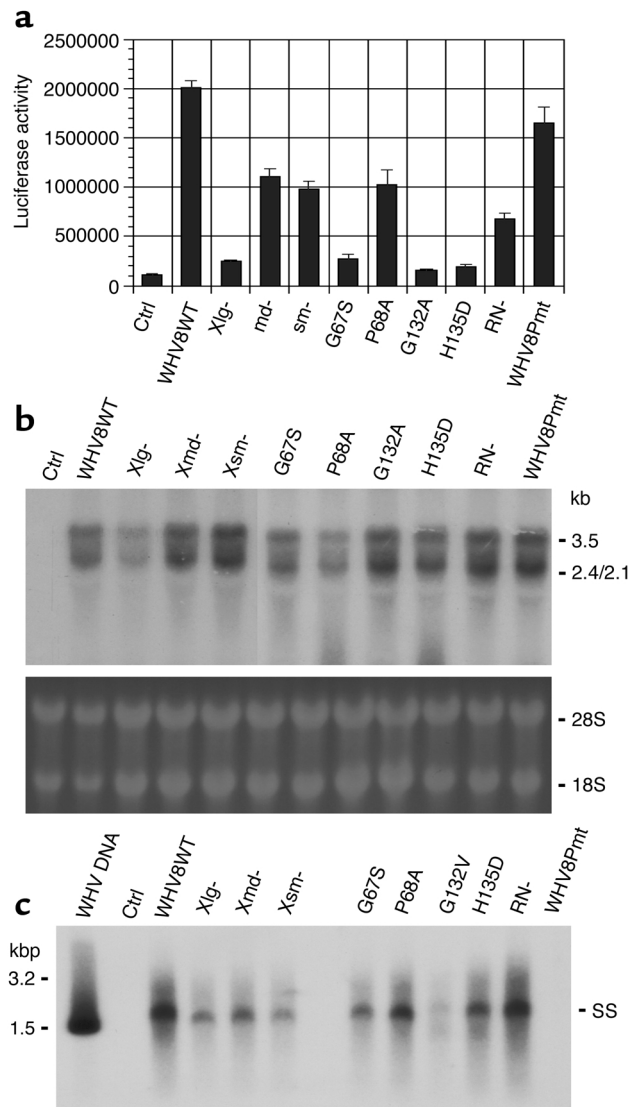 a
Luciferase activity
2500000
2000000
1500000
1000000
500000
0
Ctrl WHV8WT Xlg- md- sm- G67S P68A G132A H135D RN- WHV8Pmt
b
Ctrl WHV8WT Xlg- Xmd- Xsm- G67S P68A G132A H135D RN- WHV8Pmt
kb
- 3.5
- 2.4/2.1
- 28S
- 18S
c
WHV DNA Ctrl WHV8WT Xlg- Xmd- Xsm- G67S P68A G132V H135D RN- WHV8Pmt
kbp
3.2 -
1.5 -
- SS